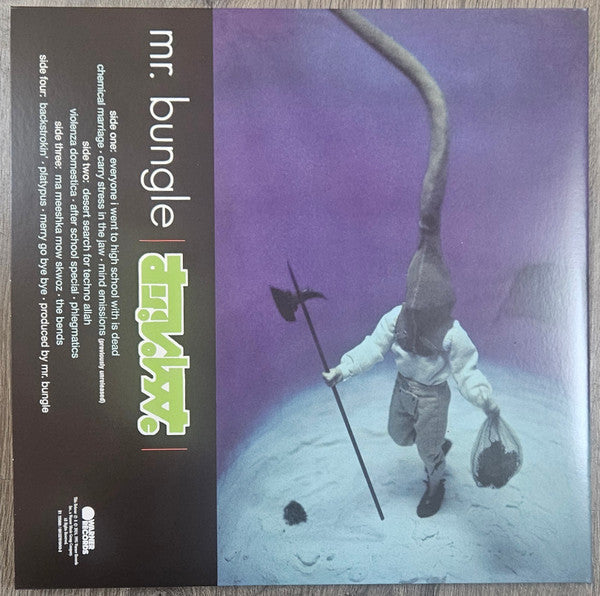 mr. bungle
side one: everyone i went to high school with is dead
chemical marriage · carry stress in the jaw · mind emissions (previously unreleased)
side two: desert search for techno allah
violenza domestica · after school special · phlegmatics
side three: ma meeshka mow skwoz · the bends
side four: backstrokin' · platypus · merry go bye bye · produced by mr. bungle
WARNER
RECORDS